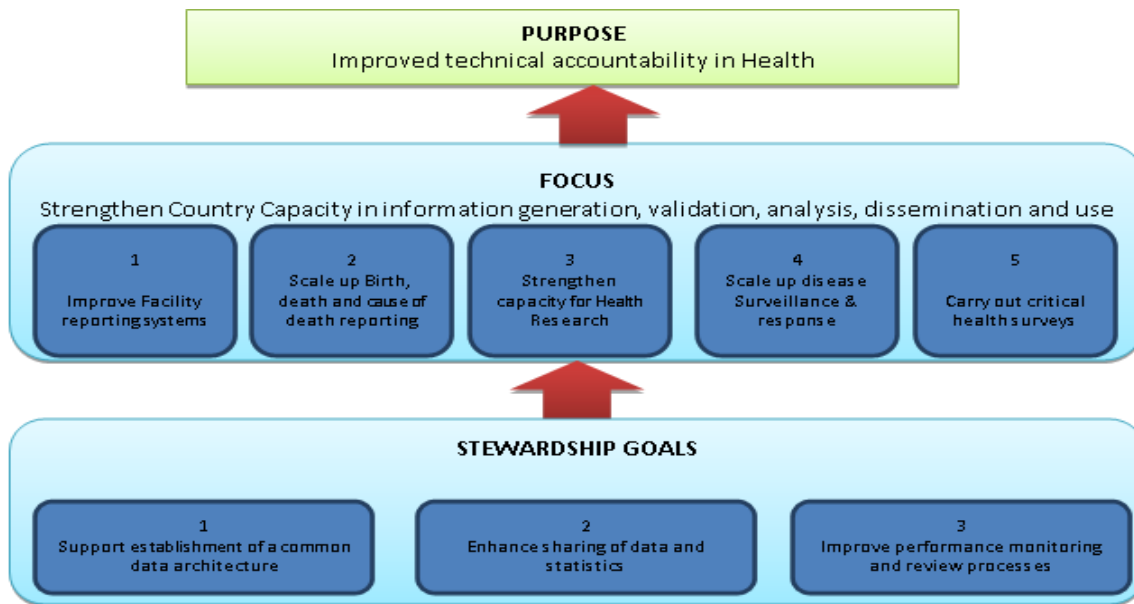 PURPOSE
Improved technical accountability in Health
FOCUS
Strengthen Country Capacity in information generation, validation, analysis, dissemination and use
1
Improve Facility
reporting systems
2
Scale up Birth,
death and cause of
death reporting
3
Strengthen
capacity for Health
Research
4
Scale up disease
Surveillance &
response
5
Carry out critical
health surveys
STEWARDSHIP GOALS
1
Support establishment of a common
data architecture
2
Enhance sharing of data and
statistics
3
Improve performance monitoring
and review processes